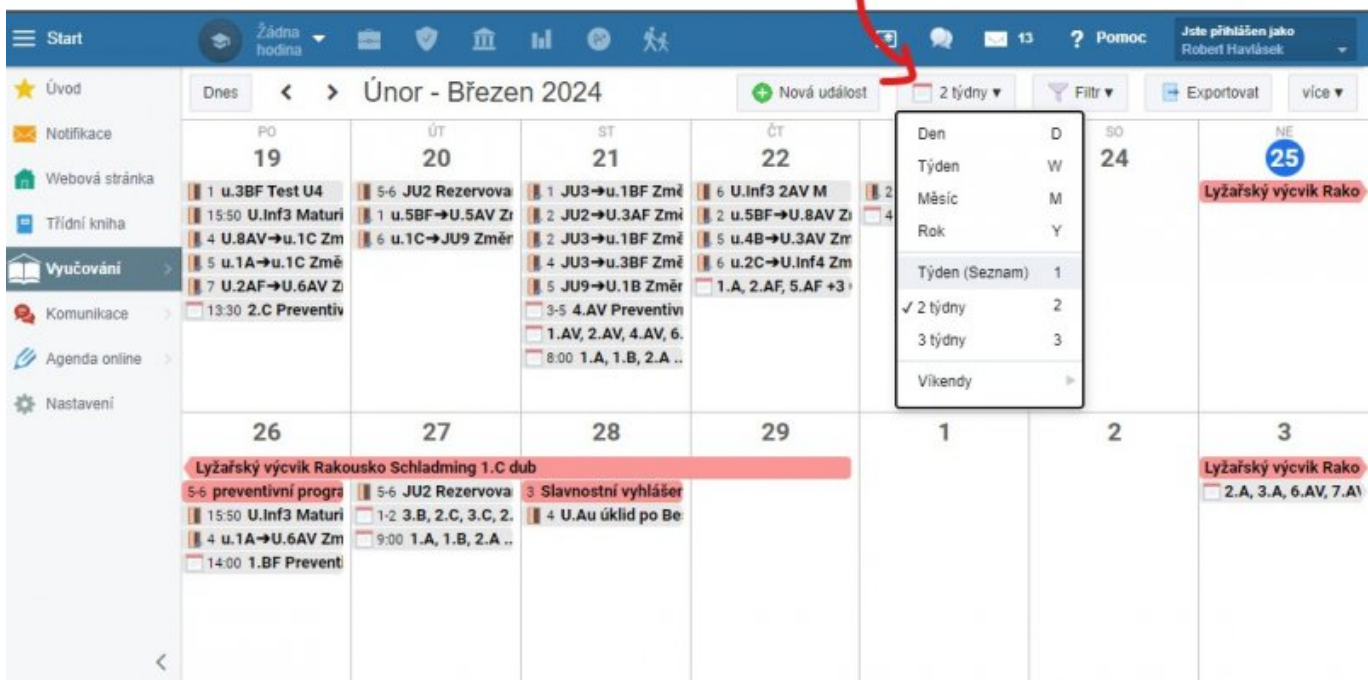 Start
Žádna hodina
13
? Pomoc
Jste přihlášen jako
Robert Havlásek
Úvod
Notifikace
Webová stránka
Třídní kniha
Vyučování
Komunikace
Agenda online
Nastavení
Dnes
Únor - Březen 2024
Nová událost
2 týdny
Filtr
Exportovat
více
PO
ÚT
ST
ČT
SO
NE
19
20
21
22
24
25
1 u.3BF Test U4
15:50 U.Inf3 Maturi
4 U.8AV→u.1C Zm
5 u.1A→u.1C Změ
7 U.2AF→U.6AV Z
13:30 2.C Preventiv
5-6 JU2 Rezervova
1 u.5BF→U.5AV Zr
6 u.1C→JU9 Změr
1 JU3→u.1BF Změ
2 JU2→U.3AF Změ
2 JU3→u.1BF Změ
4 JU3→u.3BF Změ
5 JU9→U.1B Změr
3-5 4.AV Preventivi
1.AV, 2.AV, 4.AV, 6.
8:00 1.A, 1.B, 2.A ..
6 U.Inf3 2AV M
2 u.5BF→U.8AV Z
5 u.4B→U.3AV Zm
6 u.2C→U.Inf4 Zm
1.A, 2.AF, 5.AF +3
2
4
Lyžařský výcvik Rako
Den D
Týden W
Měsíc M
Rok Y
Týden (Seznam) 1
✓ 2 týdny 2
3 týdny 3
Víkendy
26
27
28
29
1
2
3
Lyžařský výcvik Rakousko Schladming 1.C dub
5-6 preventivní progra
15:50 U.Inf3 Maturi
4 u.1A→U.6AV Zm
14:00 1.BF Preventi
5-6 JU2 Rezervova
1-2 3.B, 2.C, 3.C, 2.
9:00 1.A, 1.B, 2.A ..
3 Slavnostní vyhlášer
4 U.Au úklid po Be
Lyžařský výcvik Rako
2.A, 3.A, 6.AV, 7.A